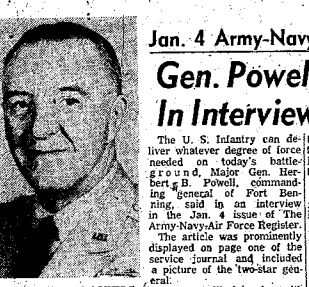 Jan. 4 Army-Navy
Gen. Powel
In Interview
The U. S. Infantry can de-
liver whatever degree of force
needed on today's battle-
ground, Major Gen. Her-
bert B. Powell, command-
ing general of Fort Ben-
ning, said in an interview
in the Jan. 4 issue of The
Army-Navy-Air Force Register.
The article was prominently
displayed on page one of the
service journal and included
a picture of the two-star gen-
eral.